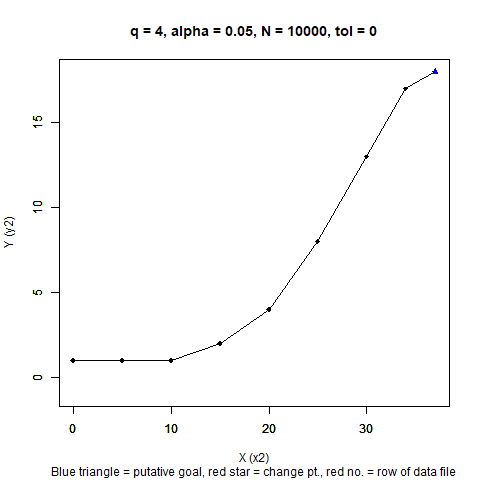 q = 4, alpha = 0.05, N = 10000, tol = 0
Y (y2)
15
10
5
0
0 10 20 30
X (x2)
Blue triangle = putative goal, red star = change pt., red no. = row of data file